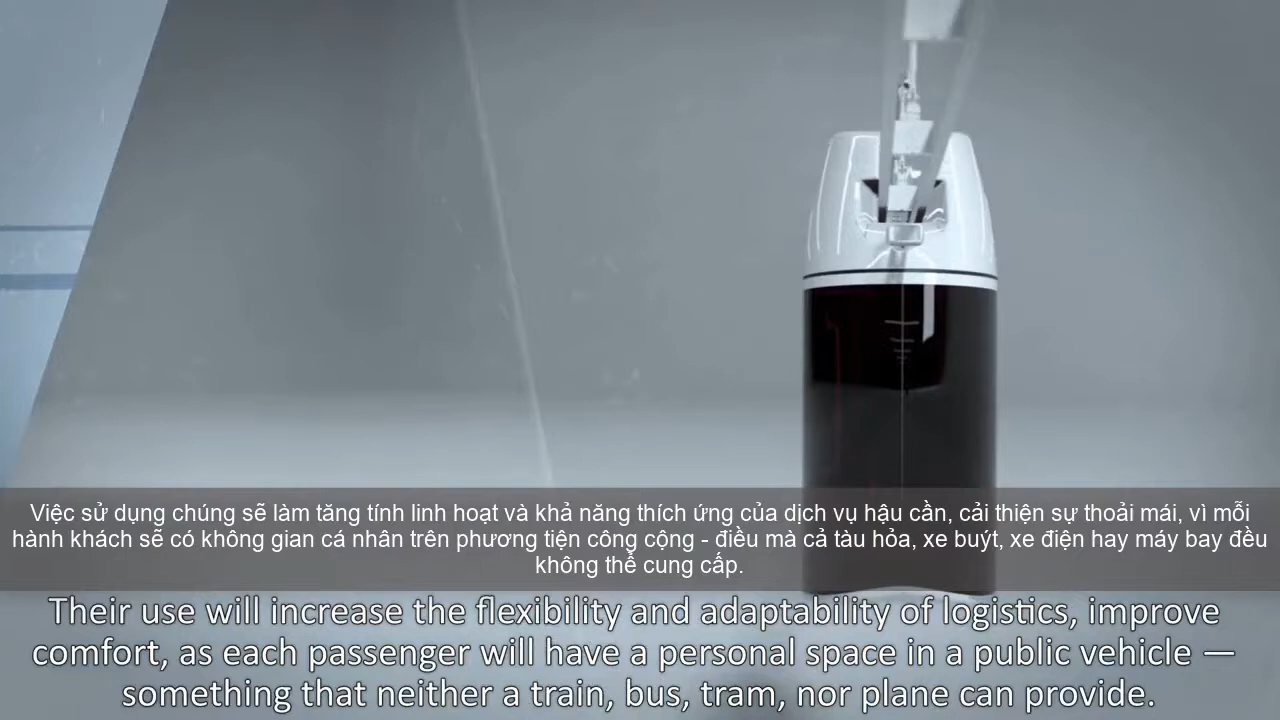 Việc sử dụng chúng sẽ làm tăng tính linh hoạt và khả năng thích ứng của dịch vụ hậu cần, cải thiện sự thoải mái, vì mỗi
hành khách sẽ có không gian cá nhân trên phương tiện công cộng - điều mà cả tàu hỏa, xe buýt, xe điện hay máy bay đều
không thể cung cấp.
Their use will increase the flexibility and adaptability of logistics, improve
comfort, as each passenger will have a personal space in a public vehicle —
something that neither a train, bus, tram, nor plane can provide.